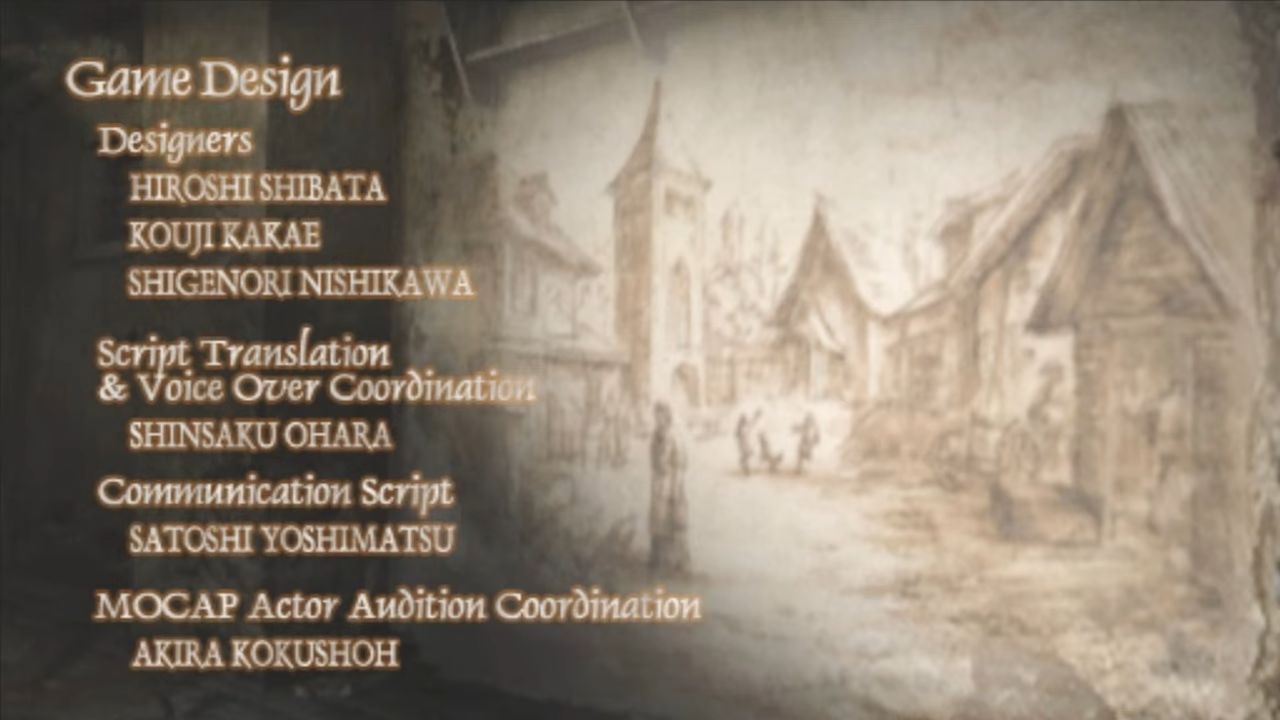 Game Design
Designers
HIROSHI SHIBATA
KOUJI KAKAE
SHIGENORI NISHIKAWA
Script Translation
& Voice Over Coordination
SHINSAKU OHARA
Communication Script
SATOSHI YOSHIMATSU
MOCAP Actor Audition Coordination
AKIRA KOKUSHOH